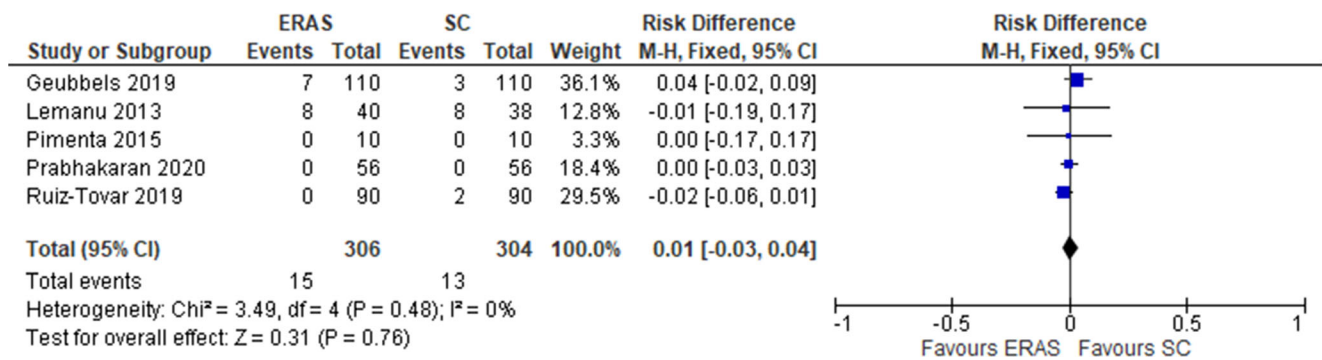 ERAS SC Risk Difference Risk Difference
Study or Subgroup Events Total Events Total Weight M-H, Fixed, 95% CI M-H, Fixed, 95% CI
Geubbels 2019 7 110 3 110 36.1% 0.04 [-0.02, 0.09]
Lemanu 2013 8 40 8 38 12.8% -0.01 [-0.19, 0.17]
Pimenta 2015 0 10 0 10 3.3% 0.00 [-0.17, 0.17]
Prabhakaran 2020 0 56 0 56 18.4% 0.00 [-0.03, 0.03]
Ruiz-Tovar 2019 0 90 2 90 29.5% -0.02 [-0.06, 0.01]
Total (95% CI) 306 304 100.0% 0.01 [-0.03, 0.04]
Total events 15 13
Heterogeneity: Chi² = 3.49, df = 4 (P = 0.48); I² = 0%
Test for overall effect: Z = 0.31 (P = 0.76)
-1 -0.5 0 0.5 1
Favours ERAS Favours SC